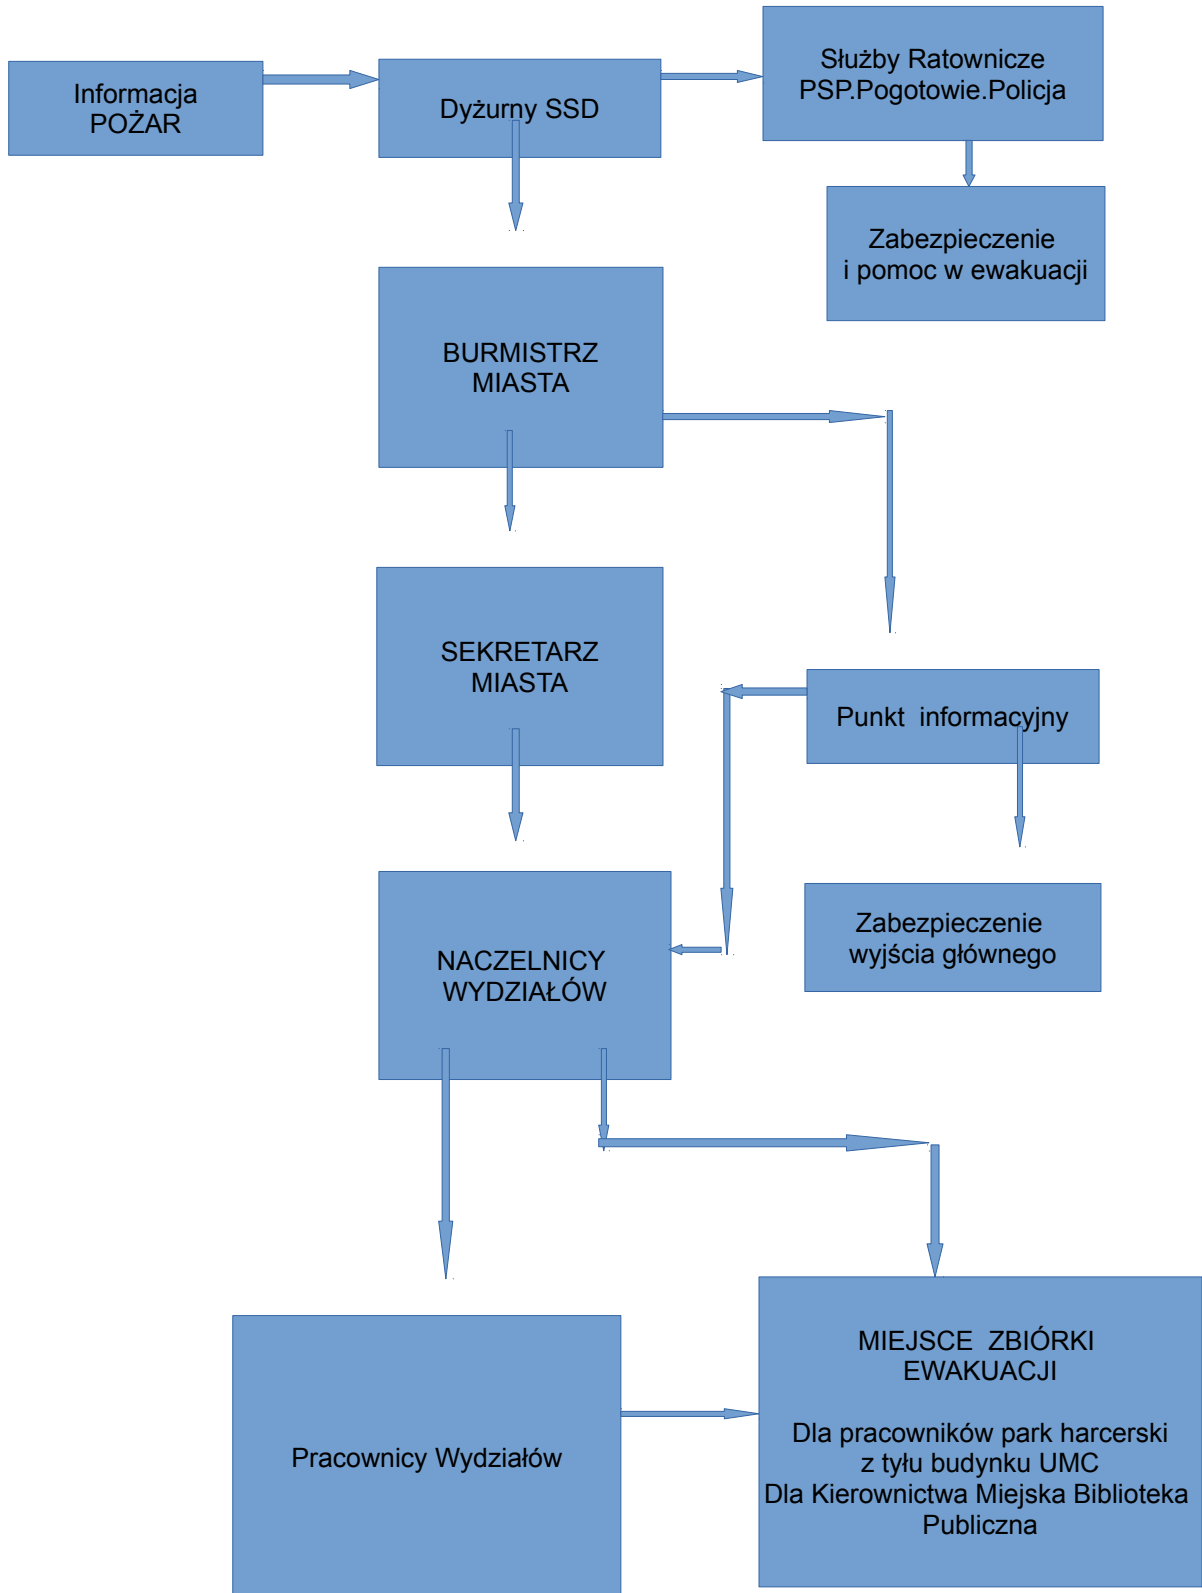 Informacja
POŻAR
Dyżurny SSD
Służby Ratownicze
PSP.Pogotowie.Policja
Zabezpieczenie
i pomoc w ewakuacji
BURMISTRZ
MIASTA
SEKRETARZ
MIASTA
Punkt informacyjny
Zabezpieczenie
wyjścia głównego
NACZELNICY
WYDZIAŁÓW
Pracownicy Wydziałów
MIEJSCE ZBIÓRKI
EWAKUACJI
Dla pracowników park harcerski
z tyłu budynku UMC
Dla Kierownictwa Miejska Biblioteka
Publiczna